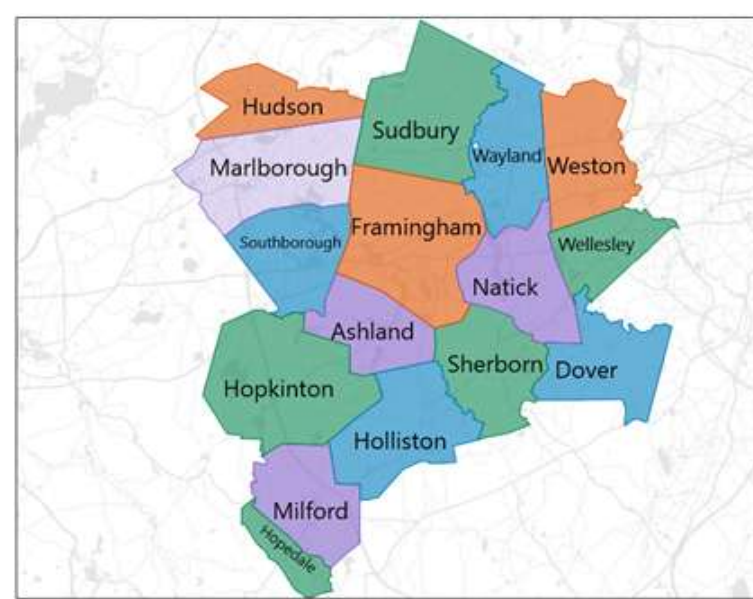 Hudson
Sudbury
Wayland
Marlborough
Weston
Framingham
Southborough
Wellesley
Natick
Ashland
Sherborn
Dover
Hopkinton
Holliston
Milford
Hopedale